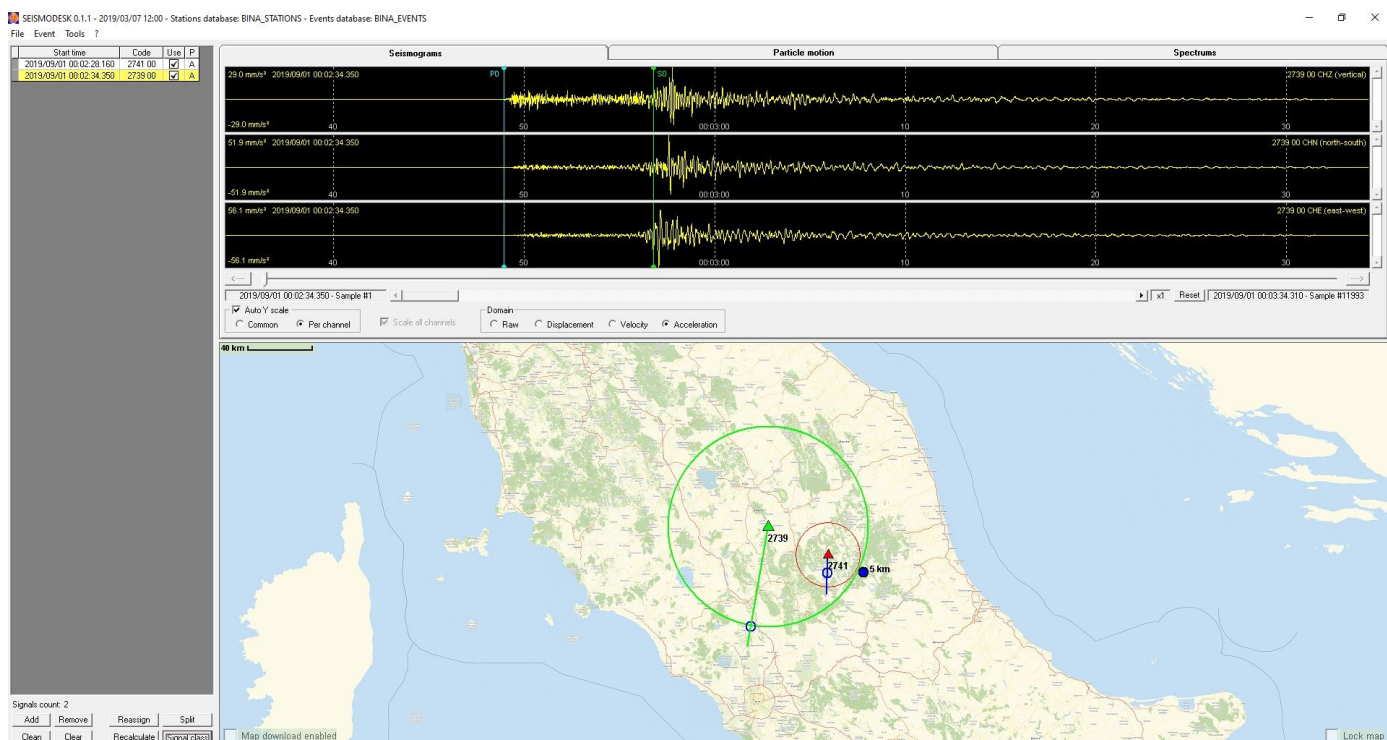 SEISMODESK 0.1.1 - 2019/03/07 12:00 - Stations database: BINA_STATIONS - Events database: BINA_EVENTS
File Event Tools ?
Start time Code Use P
2019/09/01 00:02:28.160 2741 00 A
2019/09/01 00:02:34.350 2739 00 A
Seismograms Particle motion Spectrums
29.0 mm/s² 2019/09/01 00:02:34.350 P0 S0 2739 00 CHZ (vertical)
-29.0 mm/s² 40 50 00:03:00 10 20 30
51.9 mm/s² 2019/09/01 00:02:34.350 2739 00 CHN (north-south)
-51.9 mm/s² 40 50 00:03:00 10 20 30
56.1 mm/s² 2019/09/01 00:02:34.350 2739 00 CHE (east-west)
-56.1 mm/s² 40 50 00:03:00 10 20 30
<--- --->
2019/09/01 00:02:34.350 - Sample #1 x1 Reset 2019/09/01 00:03:34.310 - Sample #11993
Auto Y scale Domain
Common Per channel Scale all channels Raw Displacement Velocity Acceleration
40 km
2739
2741 5 km
Signals count: 2
Add Remove Reassign Split
Clean Clear Recalculate Signal class
Map download enabled Lock map